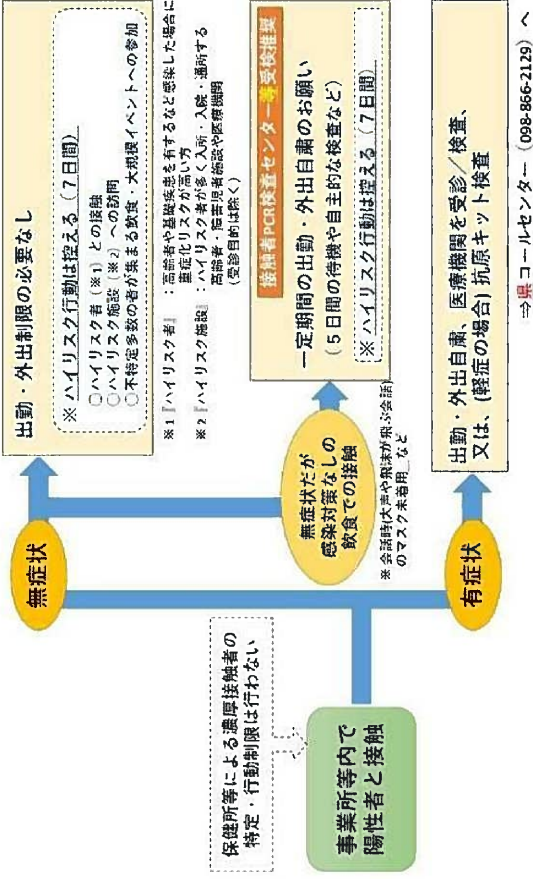 保健所等による濃厚接触者の
特定・行動制限は行わない
事業所等内で
陽性者と接触
無症状
出勤・外出制限の必要なし
※ハイリスク行動は控える（7日間）
○ハイリスク者（※1）との接触
○ハイリスク施設（※2）への訪問
○不特定多数の者が集まる飲食・大規模イベントへの参加
※1『ハイリスク者』：高齢者や基礎疾患を有するなど感染した場合に
重症化リスクが高い方
※2『ハイリスク施設』：ハイリスク者が多く入所・入院・通所する
高齢者・障害児者施設や医療機関
（受診目的は除く）
無症状だが
感染対策なしの
飲食での接触
※会話時(大声や飛沫が飛ぶ会話)
のマスク未着用 など
接触者PCR検査センター等受検推奨
一定期間の出勤・外出自粛のお願い
（５日間の待機や自主的な検査など）
※ハイリスク行動は控える（7日間）
有症状
出勤・外出自粛、医療機関を受診／検査、
又は、(軽症の場合) 抗原キット検査
⇒県コールセンター（098-866-2129）へ